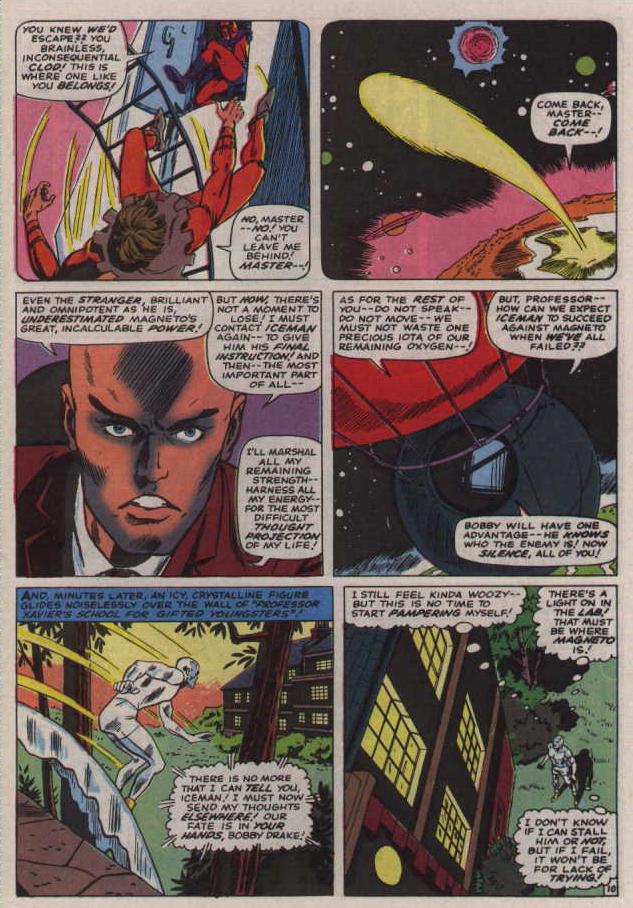 YOU KNEW WE'D
ESCAPE?? YOU
BRAINLESS,
INCONSEQUENTIAL
CLOD! THIS IS
WHERE ONE LIKE
YOU BELONGS!
NO, MASTER
--NO! YOU
CAN'T
LEAVE ME
BEHIND!
MASTER--!
COME BACK,
MASTER--
COME
BACK--!
EVEN THE STRANGER, BRILLIANT
AND OMNIPOTENT AS HE IS,
UNDERESTIMATED MAGNETO'S
GREAT, INCALCULABLE POWER!
BUT NOW, THERE'S
NOT A MOMENT TO
LOSE! I MUST
CONTACT ICEMAN
AGAIN--TO GIVE
HIM HIS FINAL
INSTRUCTION! AND
THEN--THE MOST
IMPORTANT PART
OF ALL--
I'LL MARSHAL
ALL MY
REMAINING
STRENGTH--
HARNESS ALL
MY ENERGY--
FOR THE MOST
DIFFICULT
THOUGHT
PROJECTION
OF MY LIFE!
AS FOR THE REST OF
YOU--DO NOT SPEAK--
DO NOT MOVE--WE
MUST NOT WASTE ONE
PRECIOUS IOTA OF OUR
REMAINING OXYGEN--!
BUT, PROFESSOR--
HOW CAN WE EXPECT
ICEMAN TO SUCCEED
AGAINST MAGNETO
WHEN WE'VE ALL
FAILED??
BOBBY WILL HAVE ONE
ADVANTAGE--HE KNOWS
WHO THE ENEMY IS! NOW
SILENCE, ALL OF YOU!
AND, MINUTES LATER, AN ICY, CRYSTALLINE FIGURE
GLIDES NOISELESSLY OVER THE WALL OF "PROFESSOR
XAVIER'S SCHOOL FOR GIFTED YOUNGSTERS"!
THERE IS NO MORE
THAT I CAN TELL YOU,
ICEMAN! I MUST NOW
SEND MY THOUGHTS
ELSEWHERE! OUR
FATE IS IN YOUR
HANDS, BOBBY DRAKE!
I STILL FEEL KINDA WOOZY--
BUT THIS IS NO TIME TO
START PAMPERING MYSELF!
THERE'S A
LIGHT ON IN
THE LAB!
THAT MUST
BE WHERE
MAGNETO
IS!
I DON'T KNOW
IF I CAN STALL
HIM OR NOT,
BUT IF I FAIL,
IT WON'T BE
FOR LACK OF
TRYING!
10